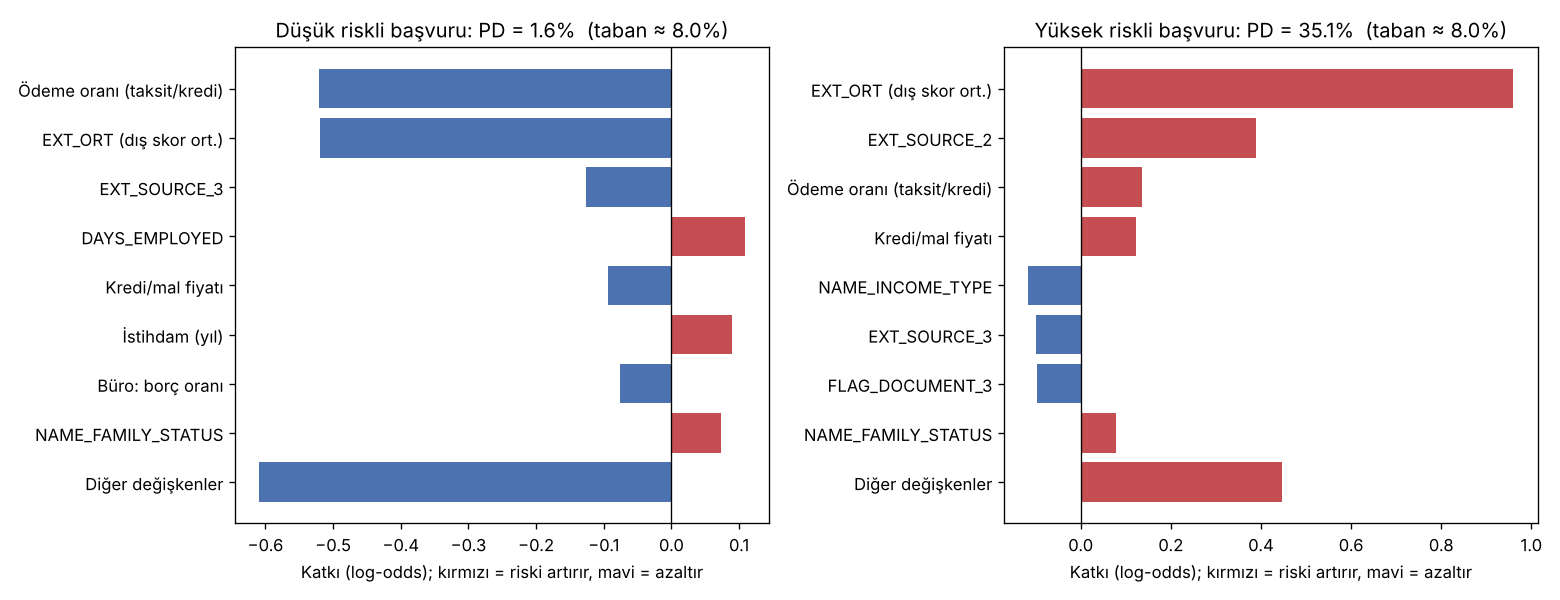 Düşük riskli başvuru: PD = 1.6%  (taban ≈ 8.0%)
Ödeme oranı (taksit/kredi)
EXT_ORT (dış skor ort.)
EXT_SOURCE_3
DAYS_EMPLOYED
Kredi/mal fiyatı
İstihdam (yıl)
Büro: borç oranı
NAME_FAMILY_STATUS
Diğer değişkenler
−0.6 −0.5 −0.4 −0.3 −0.2 −0.1 0.0 0.1
Katkı (log-odds); kırmızı = riski artırır, mavi = azaltır
Yüksek riskli başvuru: PD = 35.1%  (taban ≈ 8.0%)
EXT_ORT (dış skor ort.)
EXT_SOURCE_2
Ödeme oranı (taksit/kredi)
Kredi/mal fiyatı
NAME_INCOME_TYPE
EXT_SOURCE_3
FLAG_DOCUMENT_3
NAME_FAMILY_STATUS
Diğer değişkenler
0.0 0.2 0.4 0.6 0.8 1.0
Katkı (log-odds); kırmızı = riski artırır, mavi = azaltır